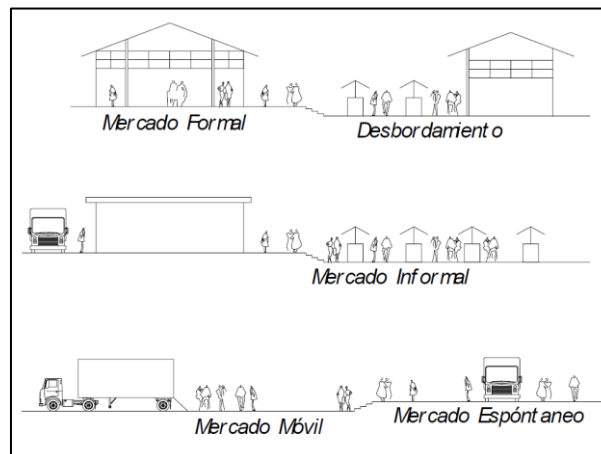 Mercado Formal
Desbordamiento
Mercado Informal
Mercado Móvil
Mercado Espóntaneo